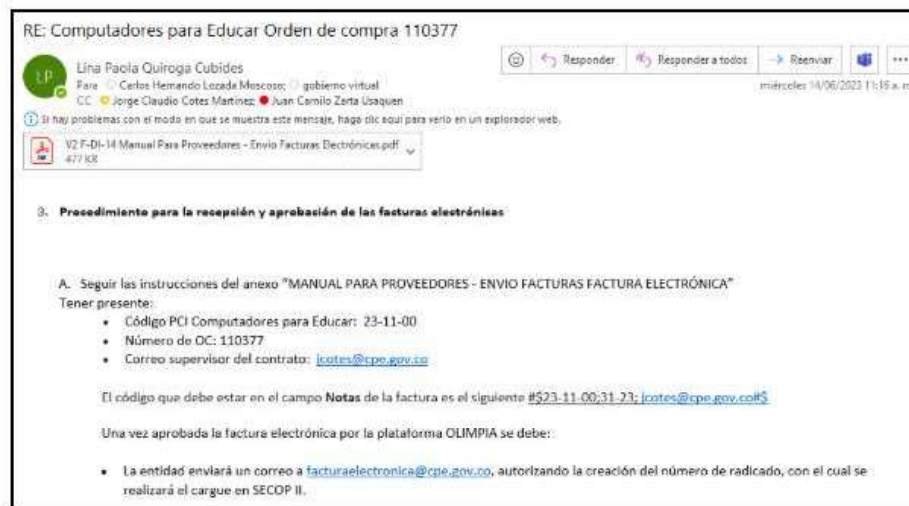 RE: Computadores para Educar Orden de compra 110377
LP
Lina Paola Quiroga Cubides
Responder
Responder a todos
Reenviar
Para Carlos Hernando Lozada Moscoso; gobierno virtual
miércoles 14/06/2023 11:16 a. m.
CC Jorge Claudio Cotes Martinez; Juan Camilo Zerta Usaquen
Si hay problemas con el modo en que se muestra este mensaje, haga clic aquí para verlo en un explorador web.
V2 F-DI-14 Manual Para Proveedores - Envio Facturas Electrónicas.pdf
477 KB
3. Procedimiento para la recepción y aprobación de las facturas electrónicas
A. Seguir las instrucciones del anexo “MANUAL PARA PROVEEDORES - ENVIO FACTURAS FACTURA ELECTRÓNICA”
Tener presente:
• Código PCI Computadores para Educar: 23-11-00
• Número de OC: 110377
• Correo supervisor del contrato: jcotes@cpe.gov.co
El código que debe estar en el campo Notas de la factura es el siguiente #$23-11-00;31-23; jcotes@cpe.gov.co#$
Una vez aprobada la factura electrónica por la plataforma OLIMPIA se debe:
• La entidad enviará un correo a facturaelectronica@cpe.gov.co, autorizando la creación del número de radicado, con el cual se
realizará el cargue en SECOP II.